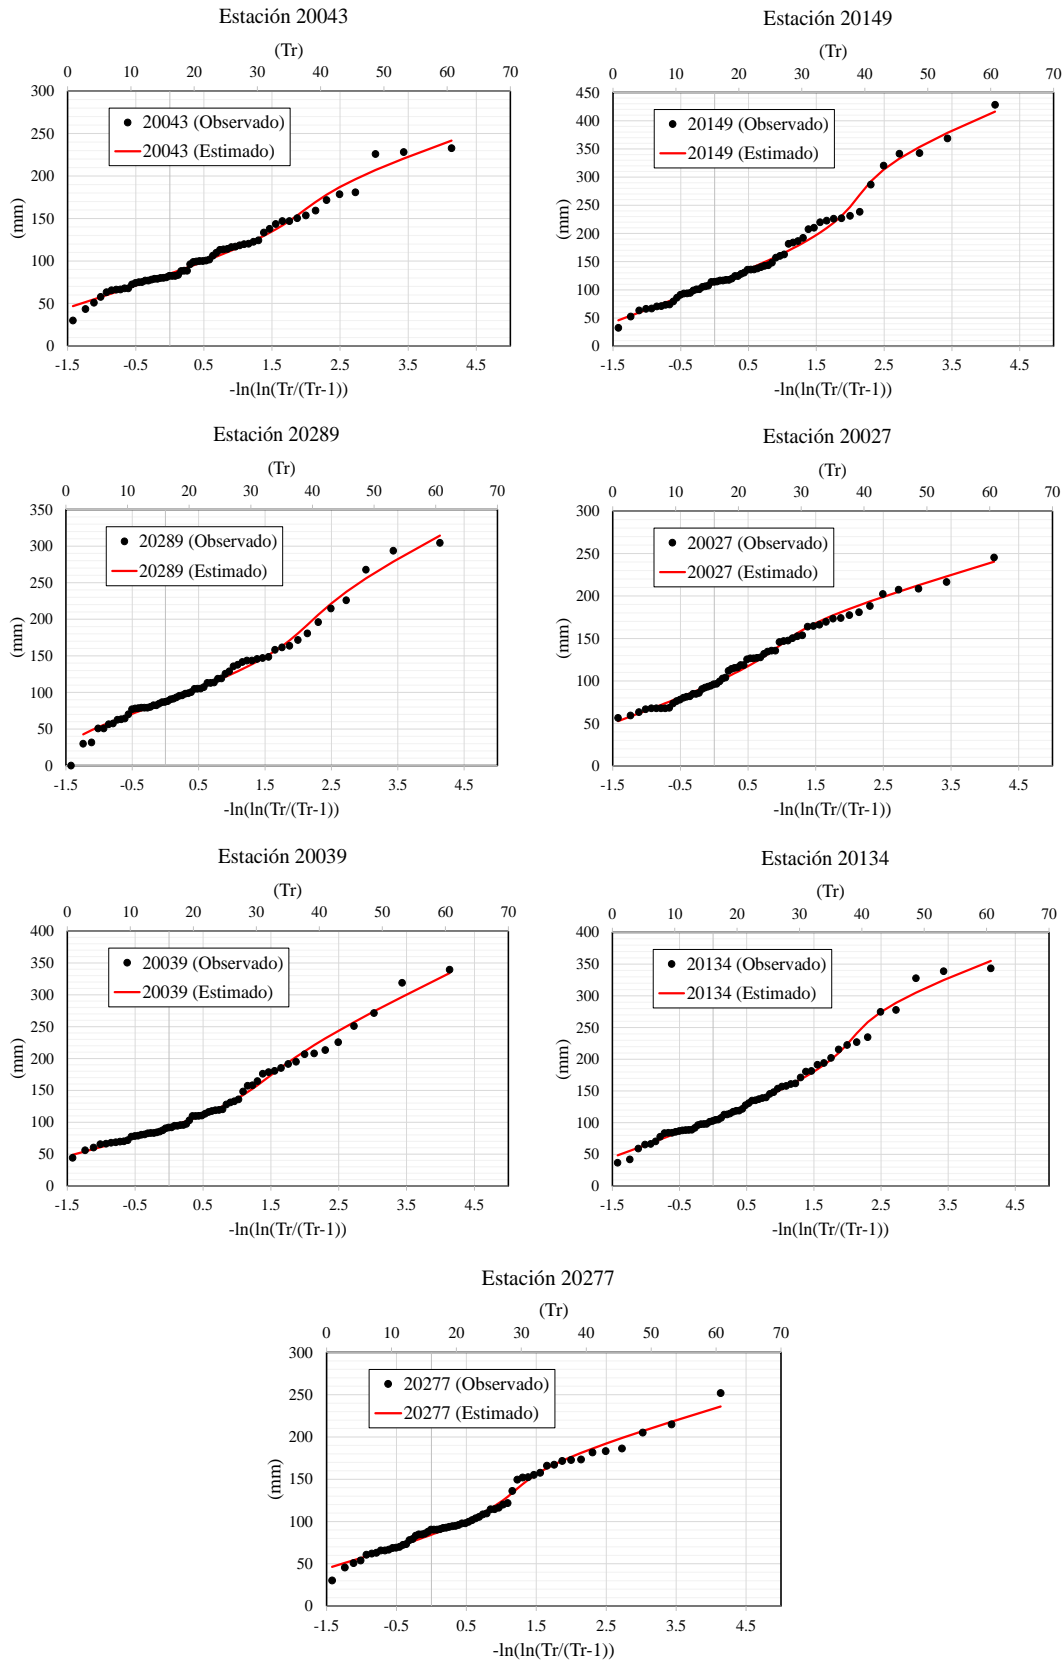 Estación 20043
(Tr)
0 10 20 30 40 50 60 70
300
250
200
150
100
50
0
(mm)
20043 (Observado)
20043 (Estimado)
-1.5 -0.5 0.5 1.5 2.5 3.5 4.5
-ln(ln(Tr/(Tr-1))
Estación 20149
(Tr)
0 10 20 30 40 50 60 70
450
400
350
300
250
200
150
100
50
0
(mm)
20149 (Observado)
20149 (Estimado)
-1.5 -0.5 0.5 1.5 2.5 3.5 4.5
-ln(ln(Tr/(Tr-1))
Estación 20289
(Tr)
0 10 20 30 40 50 60 70
350
300
250
200
150
100
50
0
(mm)
20289 (Observado)
20289 (Estimado)
-1.5 -0.5 0.5 1.5 2.5 3.5 4.5
-ln(ln(Tr/(Tr-1))
Estación 20027
(Tr)
0 10 20 30 40 50 60 70
300
250
200
150
100
50
0
(mm)
20027 (Observado)
20027 (Estimado)
-1.5 -0.5 0.5 1.5 2.5 3.5 4.5
-ln(ln(Tr/(Tr-1))
Estación 20039
(Tr)
0 10 20 30 40 50 60 70
400
350
300
250
200
150
100
50
0
(mm)
20039 (Observado)
20039 (Estimado)
-1.5 -0.5 0.5 1.5 2.5 3.5 4.5
-ln(ln(Tr/(Tr-1))
Estación 20134
(Tr)
0 10 20 30 40 50 60 70
400
350
300
250
200
150
100
50
0
(mm)
20134 (Observado)
20134 (Estimado)
-1.5 -0.5 0.5 1.5 2.5 3.5 4.5
-ln(ln(Tr/(Tr-1))
Estación 20277
(Tr)
0 10 20 30 40 50 60 70
300
250
200
150
100
50
0
(mm)
20277 (Observado)
20277 (Estimado)
-1.5 -0.5 0.5 1.5 2.5 3.5 4.5
-ln(ln(Tr/(Tr-1))